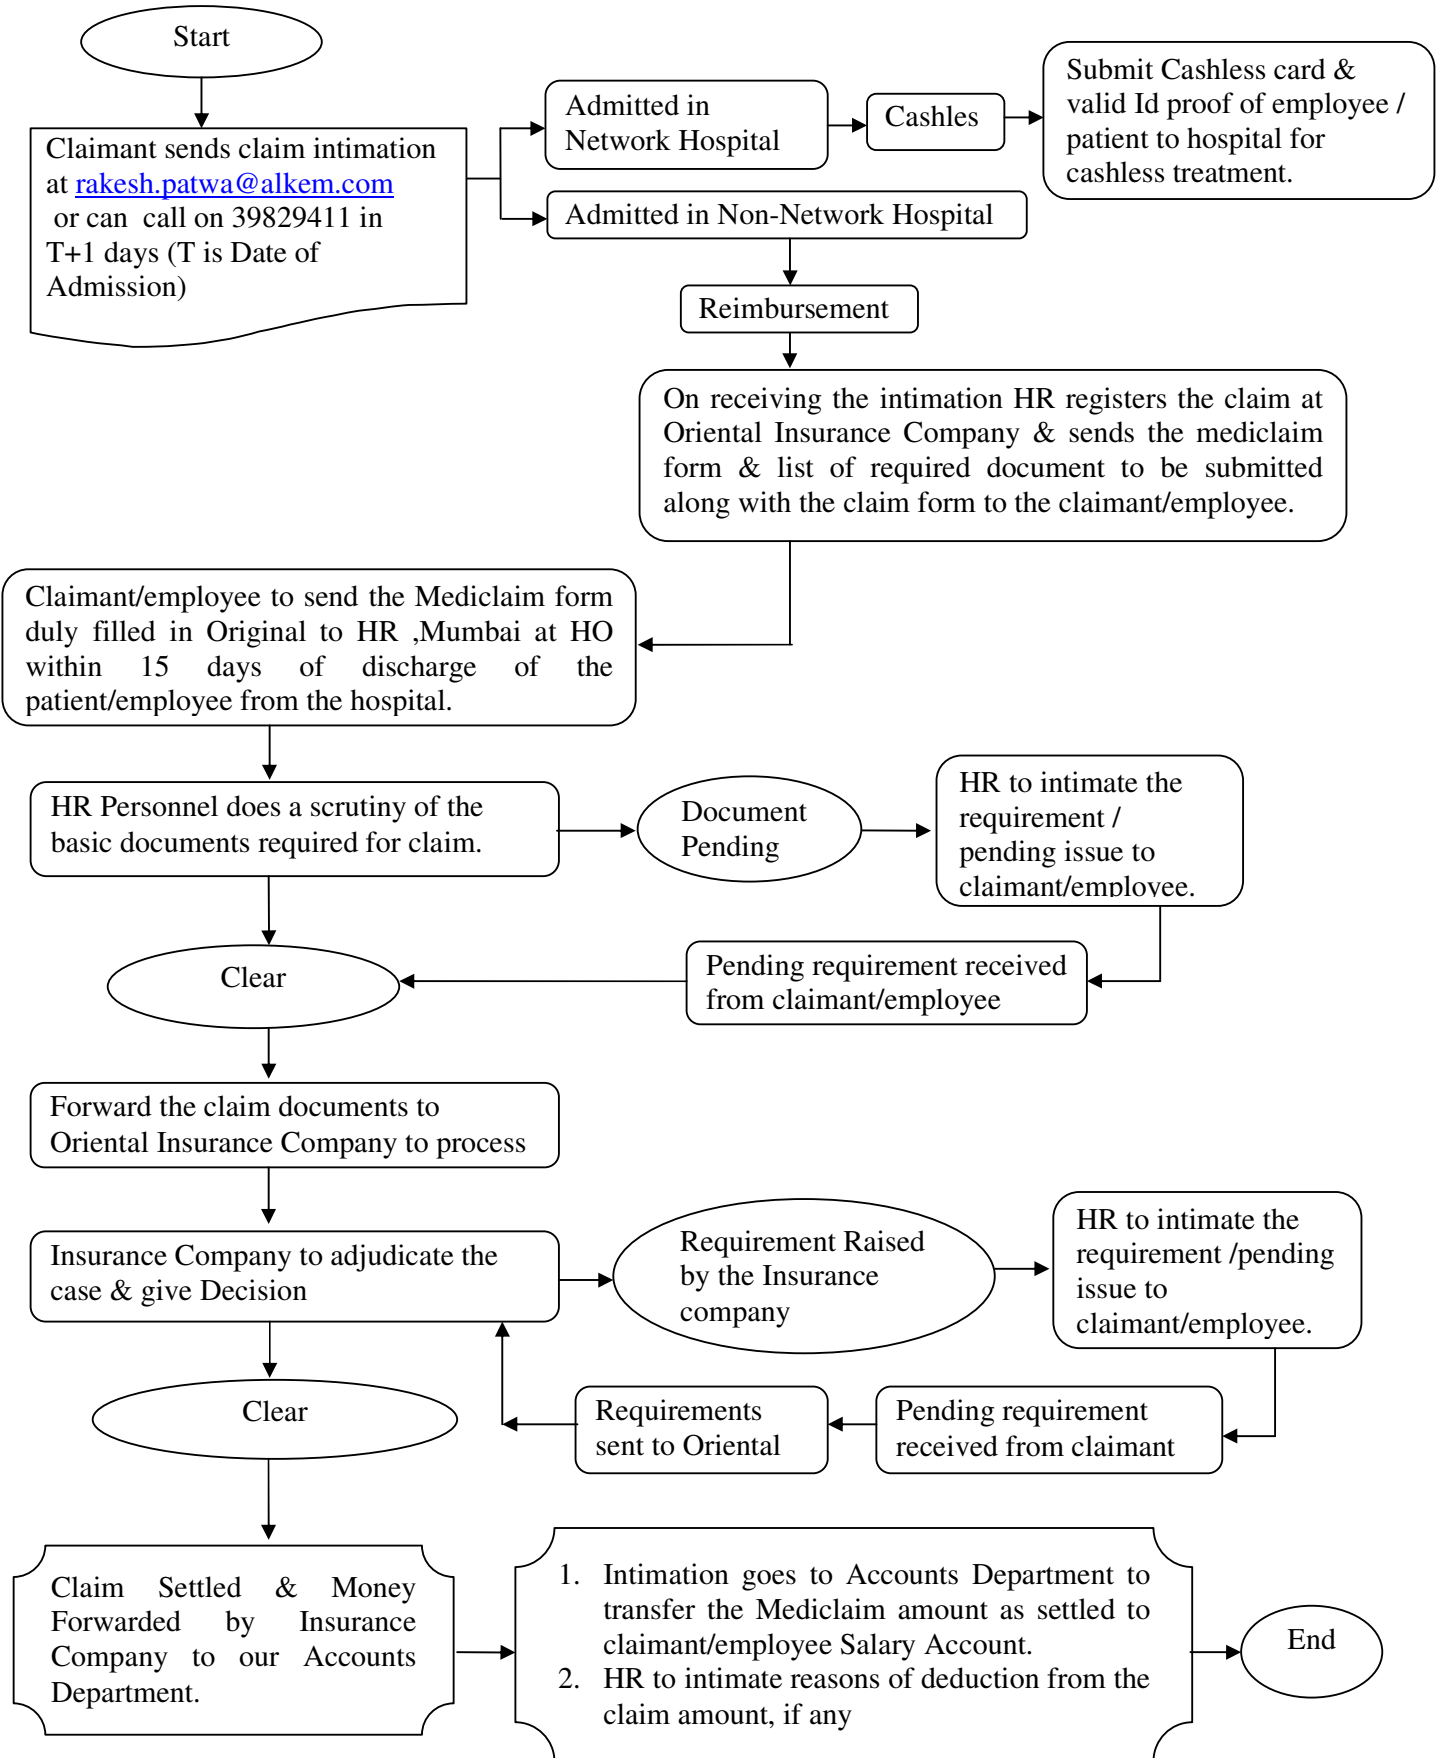 Start
Claimant sends claim intimation
at rakesh.patwa@alkem.com
or can call on 39829411 in
T+1 days (T is Date of
Admission)
Admitted in
Network Hospital
Cashles
Submit Cashless card &
valid Id proof of employee /
patient to hospital for
cashless treatment.
Admitted in Non-Network Hospital
Reimbursement
On receiving the intimation HR registers the claim at
Oriental Insurance Company & sends the mediclaim
form & list of required document to be submitted
along with the claim form to the claimant/employee.
Claimant/employee to send the Mediclaim form
duly filled in Original to HR ,Mumbai at HO
within 15 days of discharge of the
patient/employee from the hospital.
HR Personnel does a scrutiny of the
basic documents required for claim.
Document
Pending
HR to intimate the
requirement /
pending issue to
claimant/employee.
Clear
Pending requirement received
from claimant/employee
Forward the claim documents to
Oriental Insurance Company to process
Insurance Company to adjudicate the
case & give Decision
Requirement Raised
by the Insurance
company
HR to intimate the
requirement /pending
issue to
claimant/employee.
Clear
Requirements
sent to Oriental
Pending requirement
received from claimant
Claim Settled & Money
Forwarded by Insurance
Company to our Accounts
Department.
1. Intimation goes to Accounts Department to
transfer the Mediclaim amount as settled to
claimant/employee Salary Account.
2. HR to intimate reasons of deduction from the
claim amount, if any
End